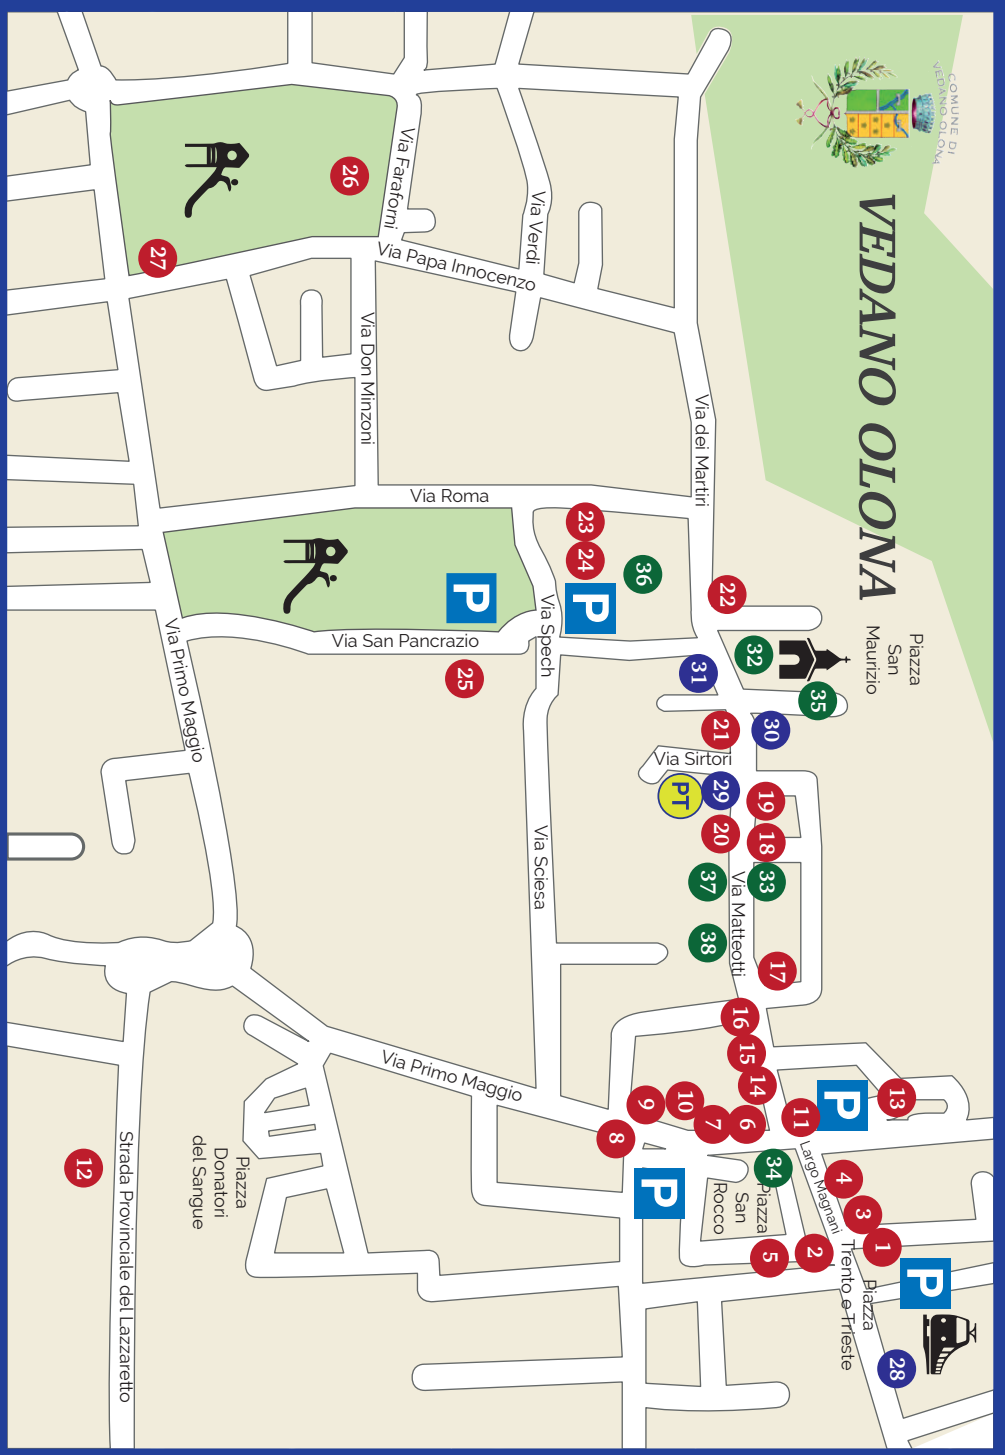 COMUNE DI
VEDANO OLONA
VEDANO OLONA
Via Faraforni
26
27
Via Verdi
Via Papa Innocenzo
Via Don Minzoni
Via dei Martiri
Via Roma
23
24
36
22
P
P
Via San Pancrazio
Via Spech
25
Via Primo Maggio
Piazza
San
Maurizio
32
31
35
21
30
Via Sirtori
PT
29
19
20
18
37
33
Via Matteotti
38
17
Via Sciesa
16
15
14
13
P
11
10
9
7
6
8
Via Primo Maggio
34
Largo Magnani
4
3
1
2
5
P
Piazza
San
Rocco
Piazza
Trento e Trieste
P
28
12
Piazza
Donatori
del Sangue
Strada Provinciale del Lazzaretto